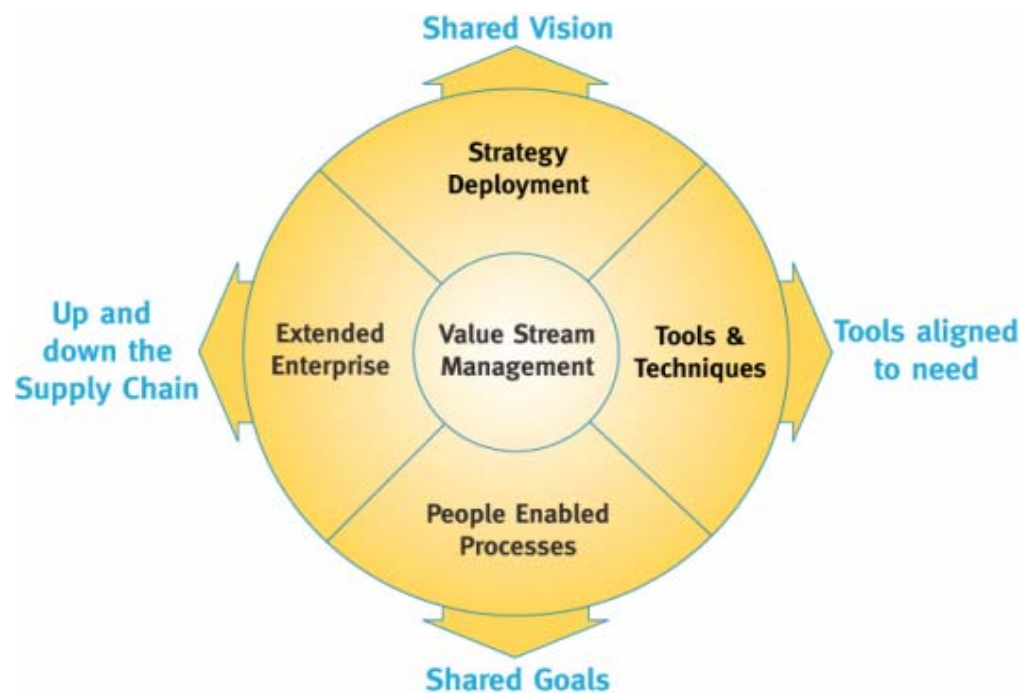 Shared Vision
Strategy
Deployment
Up and
down the
Supply Chain
Extended
Enterprise
Value Stream
Management
Tools &
Techniques
Tools aligned
to need
People Enabled
Processes
Shared Goals